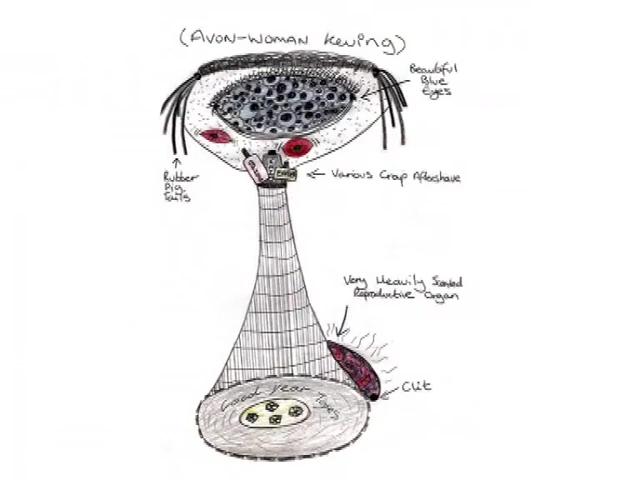 (AVON-WOMAN Kewing)
Beautiful
Blue
Eyes
Rubber
Pig
Tails
Various Crap Aftershave
Very Heavily Scented
Reproductive Organ
Clit
Good Year Tyres